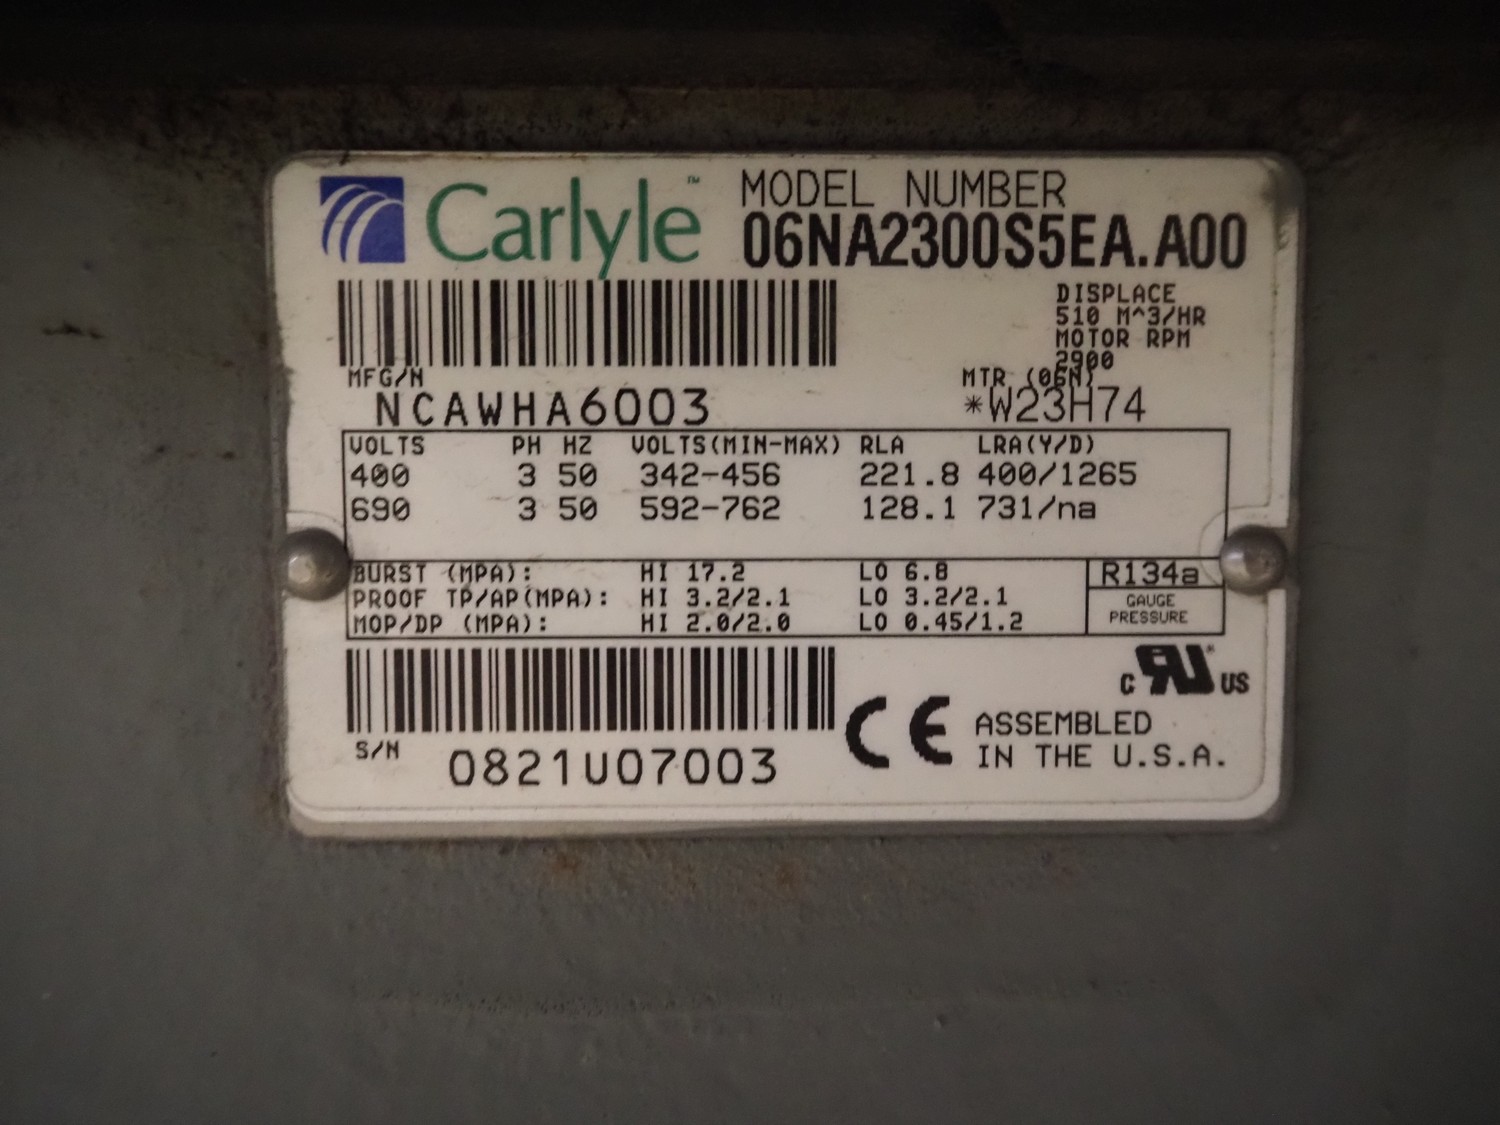 Carlyle™ MODEL NUMBER
06NA2300S5EA.A00
DISPLACE
510 M^3/HR
MOTOR RPM
2900
MFG/N MTR (06N)
NCAWHA6003 *W23H74
VOLTS PH HZ VOLTS(MIN-MAX) RLA LRA(Y/D)
400 3 50 342-456 221.8 400/1265
690 3 50 592-762 128.1 731/na
BURST (MPA): HI 17.2 LO 6.8 R134a
PROOF TP/AP(MPA): HI 3.2/2.1 LO 3.2/2.1 GAUGE
MOP/DP (MPA): HI 2.0/2.0 LO 0.45/1.2 PRESSURE
C RU® US
CE ASSEMBLED
IN THE U.S.A.
S/N 0821U07003